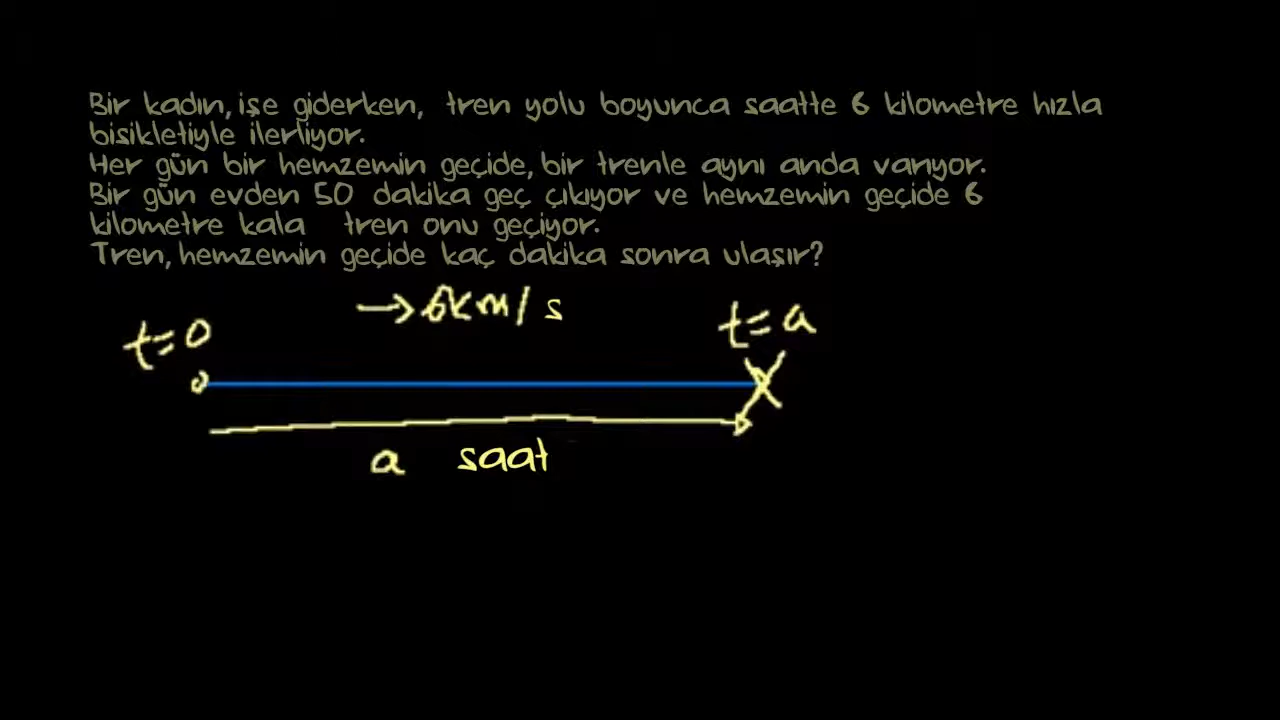 Bir kadın, işe giderken, tren yolu boyunca saatte 6 kilometre hızla
bisikletiyle ilerliyor.
Her gün bir hemzemin geçide, bir trenle aynı anda varıyor.
Bir gün evden 50 dakika geç çıkıyor ve hemzemin geçide 6
kilometre kala tren onu geçiyor.
Tren, hemzemin geçide kaç dakika sonra ulaşır?
→ 6km/s
t=0 t=a
a saat